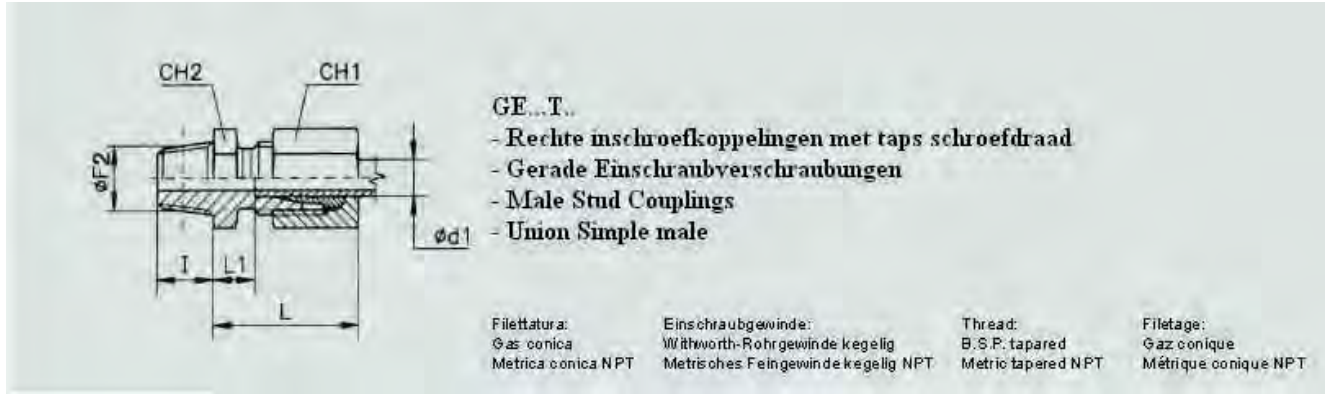 CH2
CH1
øF2
ød1
I
L1
L
GE...T..
- Rechte inschroefkoppelingen met taps schroefdraad
- Gerade Einschraubverschraubungen
- Male Stud Couplings
- Union Simple male
Filettatura:
Gas conica
Metrica conica NPT
Einschraubgewinde:
Withworth-Rohrgewinde kegelig
Metrisches Feingewinde kegelig NPT
Thread:
B.S.P. tapared
Metric tapered NPT
Filetage:
Gaz conique
Métrique conique NPT